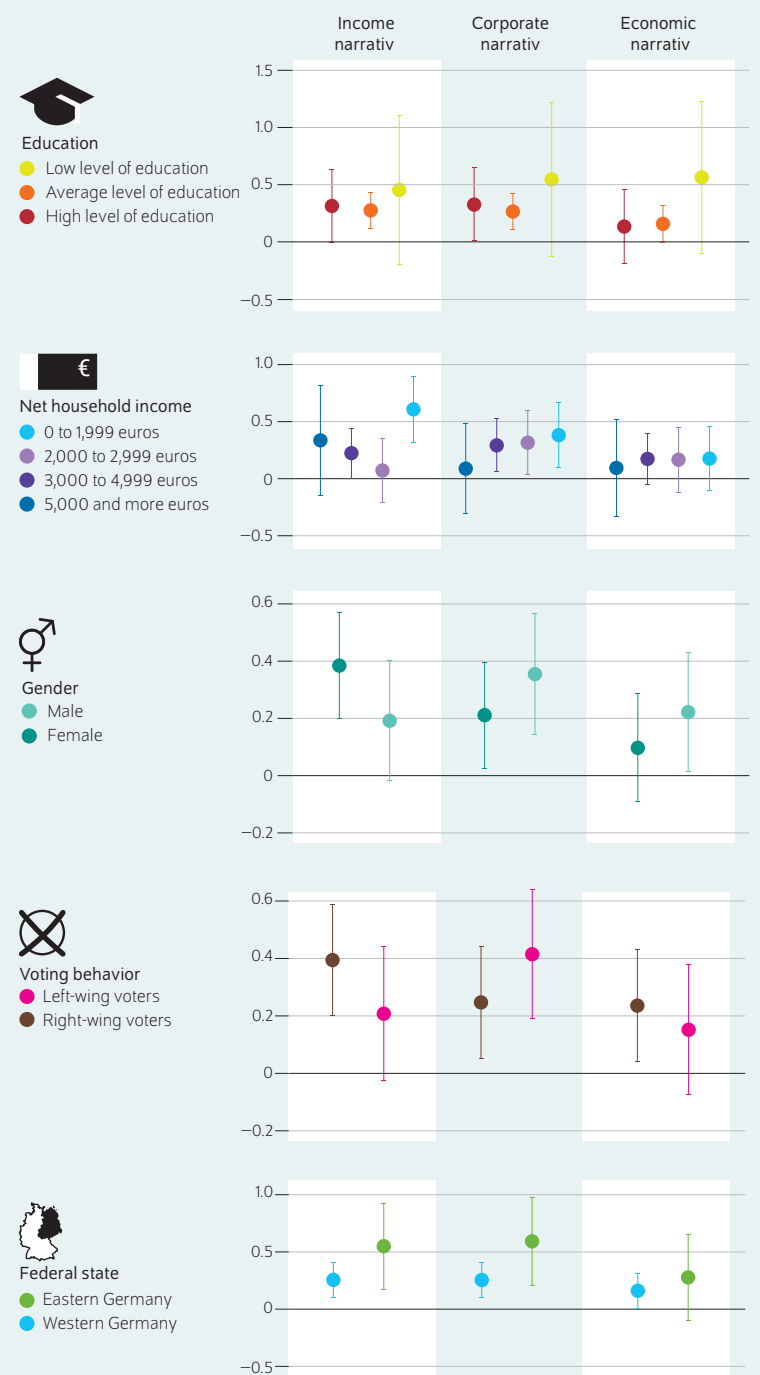 Income
narrativ
Corporate
narrativ
Economic
narrativ
1.5
1.0
0.5
0
−0.5
Education
Low level of education
Average level of education
High level of education
1.0
0.5
0
−0.5
€
Net household income
0 to 1,999 euros
2,000 to 2,999 euros
3,000 to 4,999 euros
5,000 and more euros
0.6
0.4
0.2
0
−0.2
Gender
Male
Female
0.6
0.4
0.2
0
−0.2
Voting behavior
Left-wing voters
Right-wing voters
1.0
0.5
0
−0.5
Federal state
Eastern Germany
Western Germany